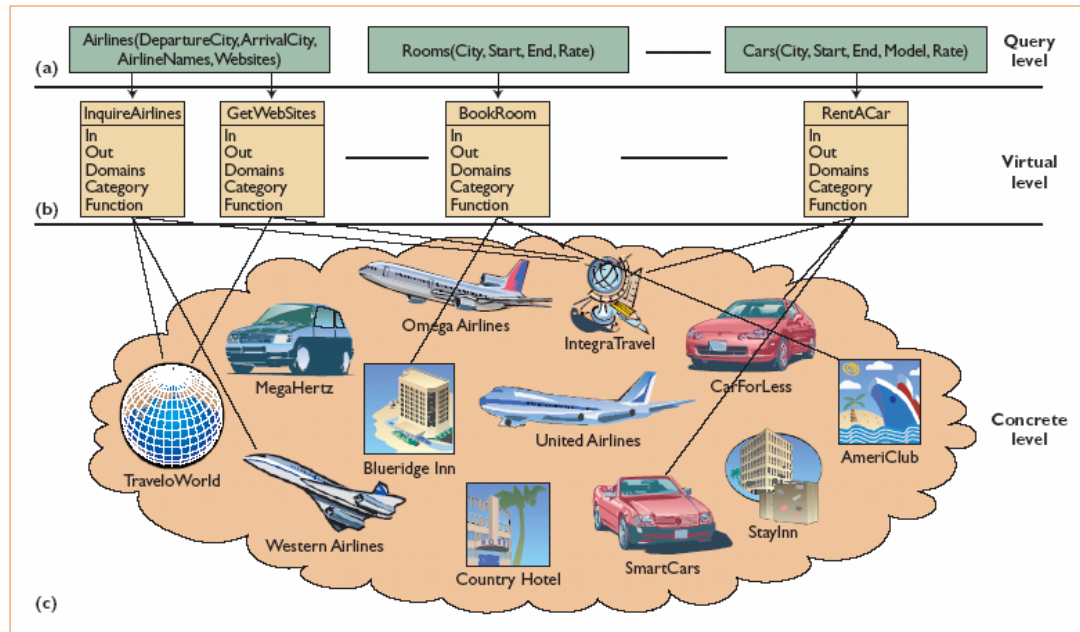 Airlines(DepartureCity,ArrivalCity,
AirlineNames,Websites)
Rooms(City, Start, End, Rate)
Cars(City, Start, End, Model, Rate)
Query
level
(a)
InquireAirlines
In
Out
Domains
Category
Function
GetWebSites
In
Out
Domains
Category
Function
BookRoom
In
Out
Domains
Category
Function
RentACar
In
Out
Domains
Category
Function
Virtual
level
(b)
Omega Airlines
IntegraTravel
MegaHertz
CarForLess
United Airlines
AmeriClub
Blueridge Inn
TraveloWorld
Concrete
level
StayInn
Western Airlines
Country Hotel
SmartCars
(c)